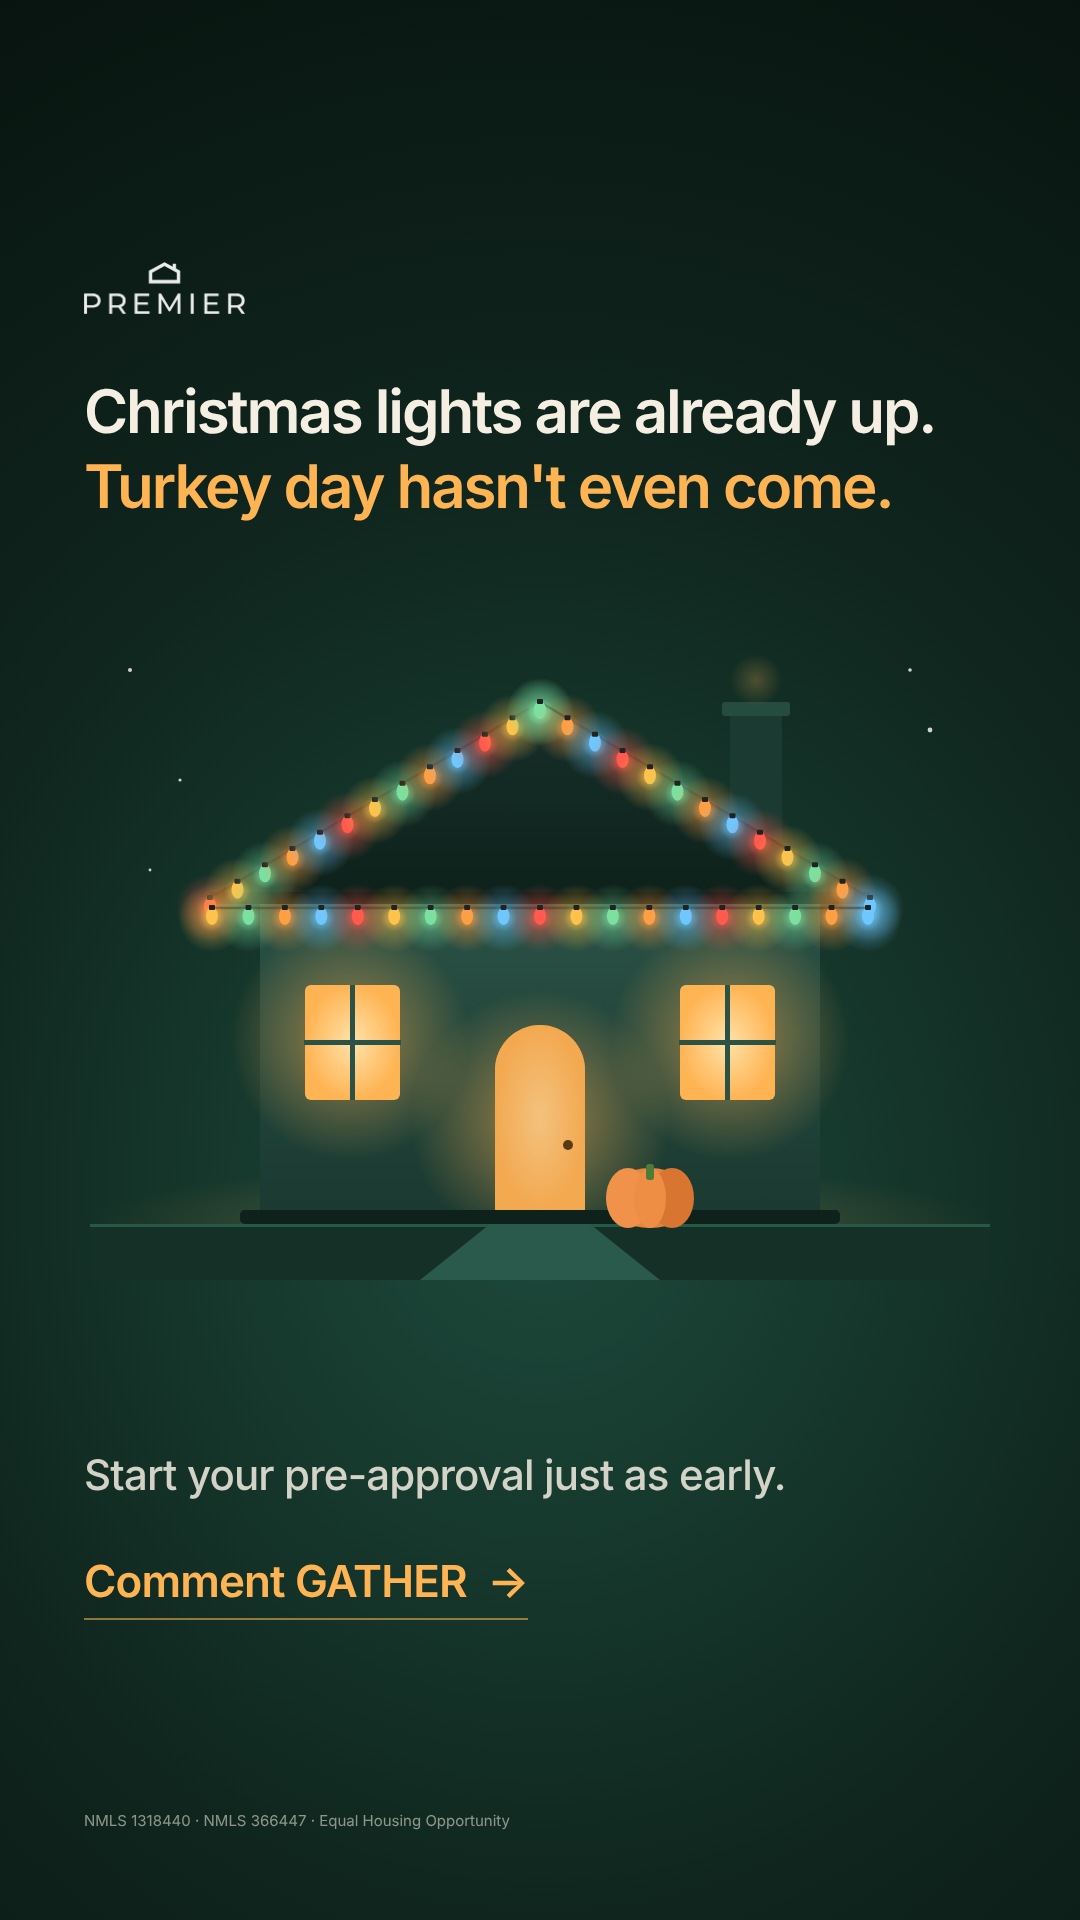 PREMIER
Christmas lights are already up.
Turkey day hasn't even come.
Start your pre-approval just as early.
Comment GATHER →
NMLS 1318440 · NMLS 366447 · Equal Housing Opportunity